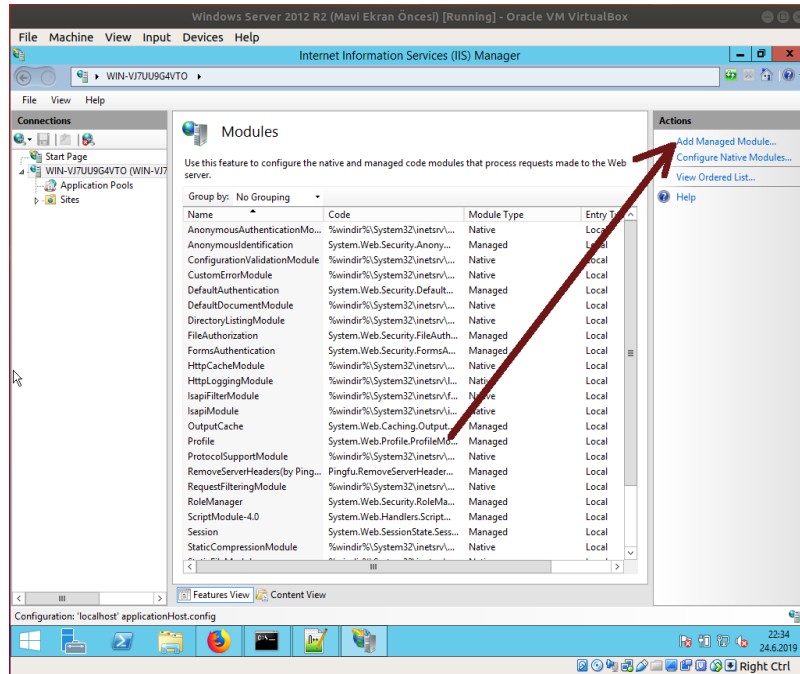 Windows Server 2012 R2 (Mavi Ekran Öncesi) [Running] - Oracle VM VirtualBox
File Machine View Input Devices Help
Internet Information Services (IIS) Manager
WIN-VJ7UU9G4VTO
File View Help
Connections
Start Page
WIN-VJ7UU9G4VTO (WIN-VJ7
Application Pools
Sites
Modules
Use this feature to configure the native and managed code modules that process requests made to the Web
server.
Group by: No Grouping
Name Code Module Type Entry Ty
AnonymousAuthenticationMo... %windir%\System32\inetsrv\... Native Local
AnonymousIdentification System.Web.Security.Anony... Managed Local
ConfigurationValidationModule %windir%\System32\inetsrv\... Native Local
CustomErrorModule %windir%\System32\inetsrv\... Native Local
DefaultAuthentication System.Web.Security.Default... Managed Local
DefaultDocumentModule %windir%\System32\inetsrv\... Native Local
DirectoryListingModule %windir%\System32\inetsrv\... Native Local
FileAuthorization System.Web.Security.FileAuth... Managed Local
FormsAuthentication System.Web.Security.FormsA... Managed Local
HttpCacheModule %windir%\System32\inetsrv\... Native Local
HttpLoggingModule %windir%\System32\inetsrv\l... Native Local
IsapiFilterModule %windir%\System32\inetsrv\f... Native Local
IsapiModule %windir%\System32\inetsrv\i... Native Local
OutputCache System.Web.Caching.Output... Managed Local
Profile System.Web.Profile.ProfileMo... Managed Local
ProtocolSupportModule %windir%\System32\inetsrv\... Native Local
RemoveServerHeaders(by Ping... Pingfu.RemoveServerHeader... Managed Local
RequestFilteringModule %windir%\System32\inetsrv\... Native Local
RoleManager System.Web.Security.RoleMa... Managed Local
ScriptModule-4.0 System.Web.Handlers.Script... Managed Local
Session System.Web.SessionState.Sess... Managed Local
StaticCompressionModule %windir%\System32\inetsrv\... Native Local
Features View Content View
Actions
Add Managed Module...
Configure Native Modules...
View Ordered List...
Help
Configuration: 'localhost' applicationHost.config
22:34
24.6.2019
Right Ctrl